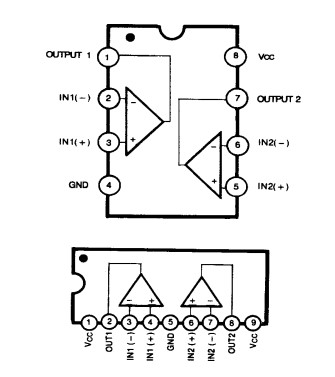 OUTPUT 1 1 8 Vcc
IN1(−) 2 − 7 OUTPUT 2
IN1(+) 3 + − 6 IN2(−)
GND 4 + 5 IN2(+)
− + + −
1 2 3 4 5 6 7 8 9
Vcc OUT1 IN1(−) IN1(+) GND IN2(+) IN2(−) OUT2 Vcc